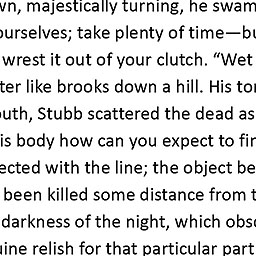 wn, majestically turning, he swam
ourselves; take plenty of time—bu
wrest it out of your clutch. “Wet
ter like brooks down a hill. His to
outh, Stubb scattered the dead as
is body how can you expect to fin
ected with the line; the object be
been killed some distance from t
darkness of the night, which obs
uine relish for that particular part